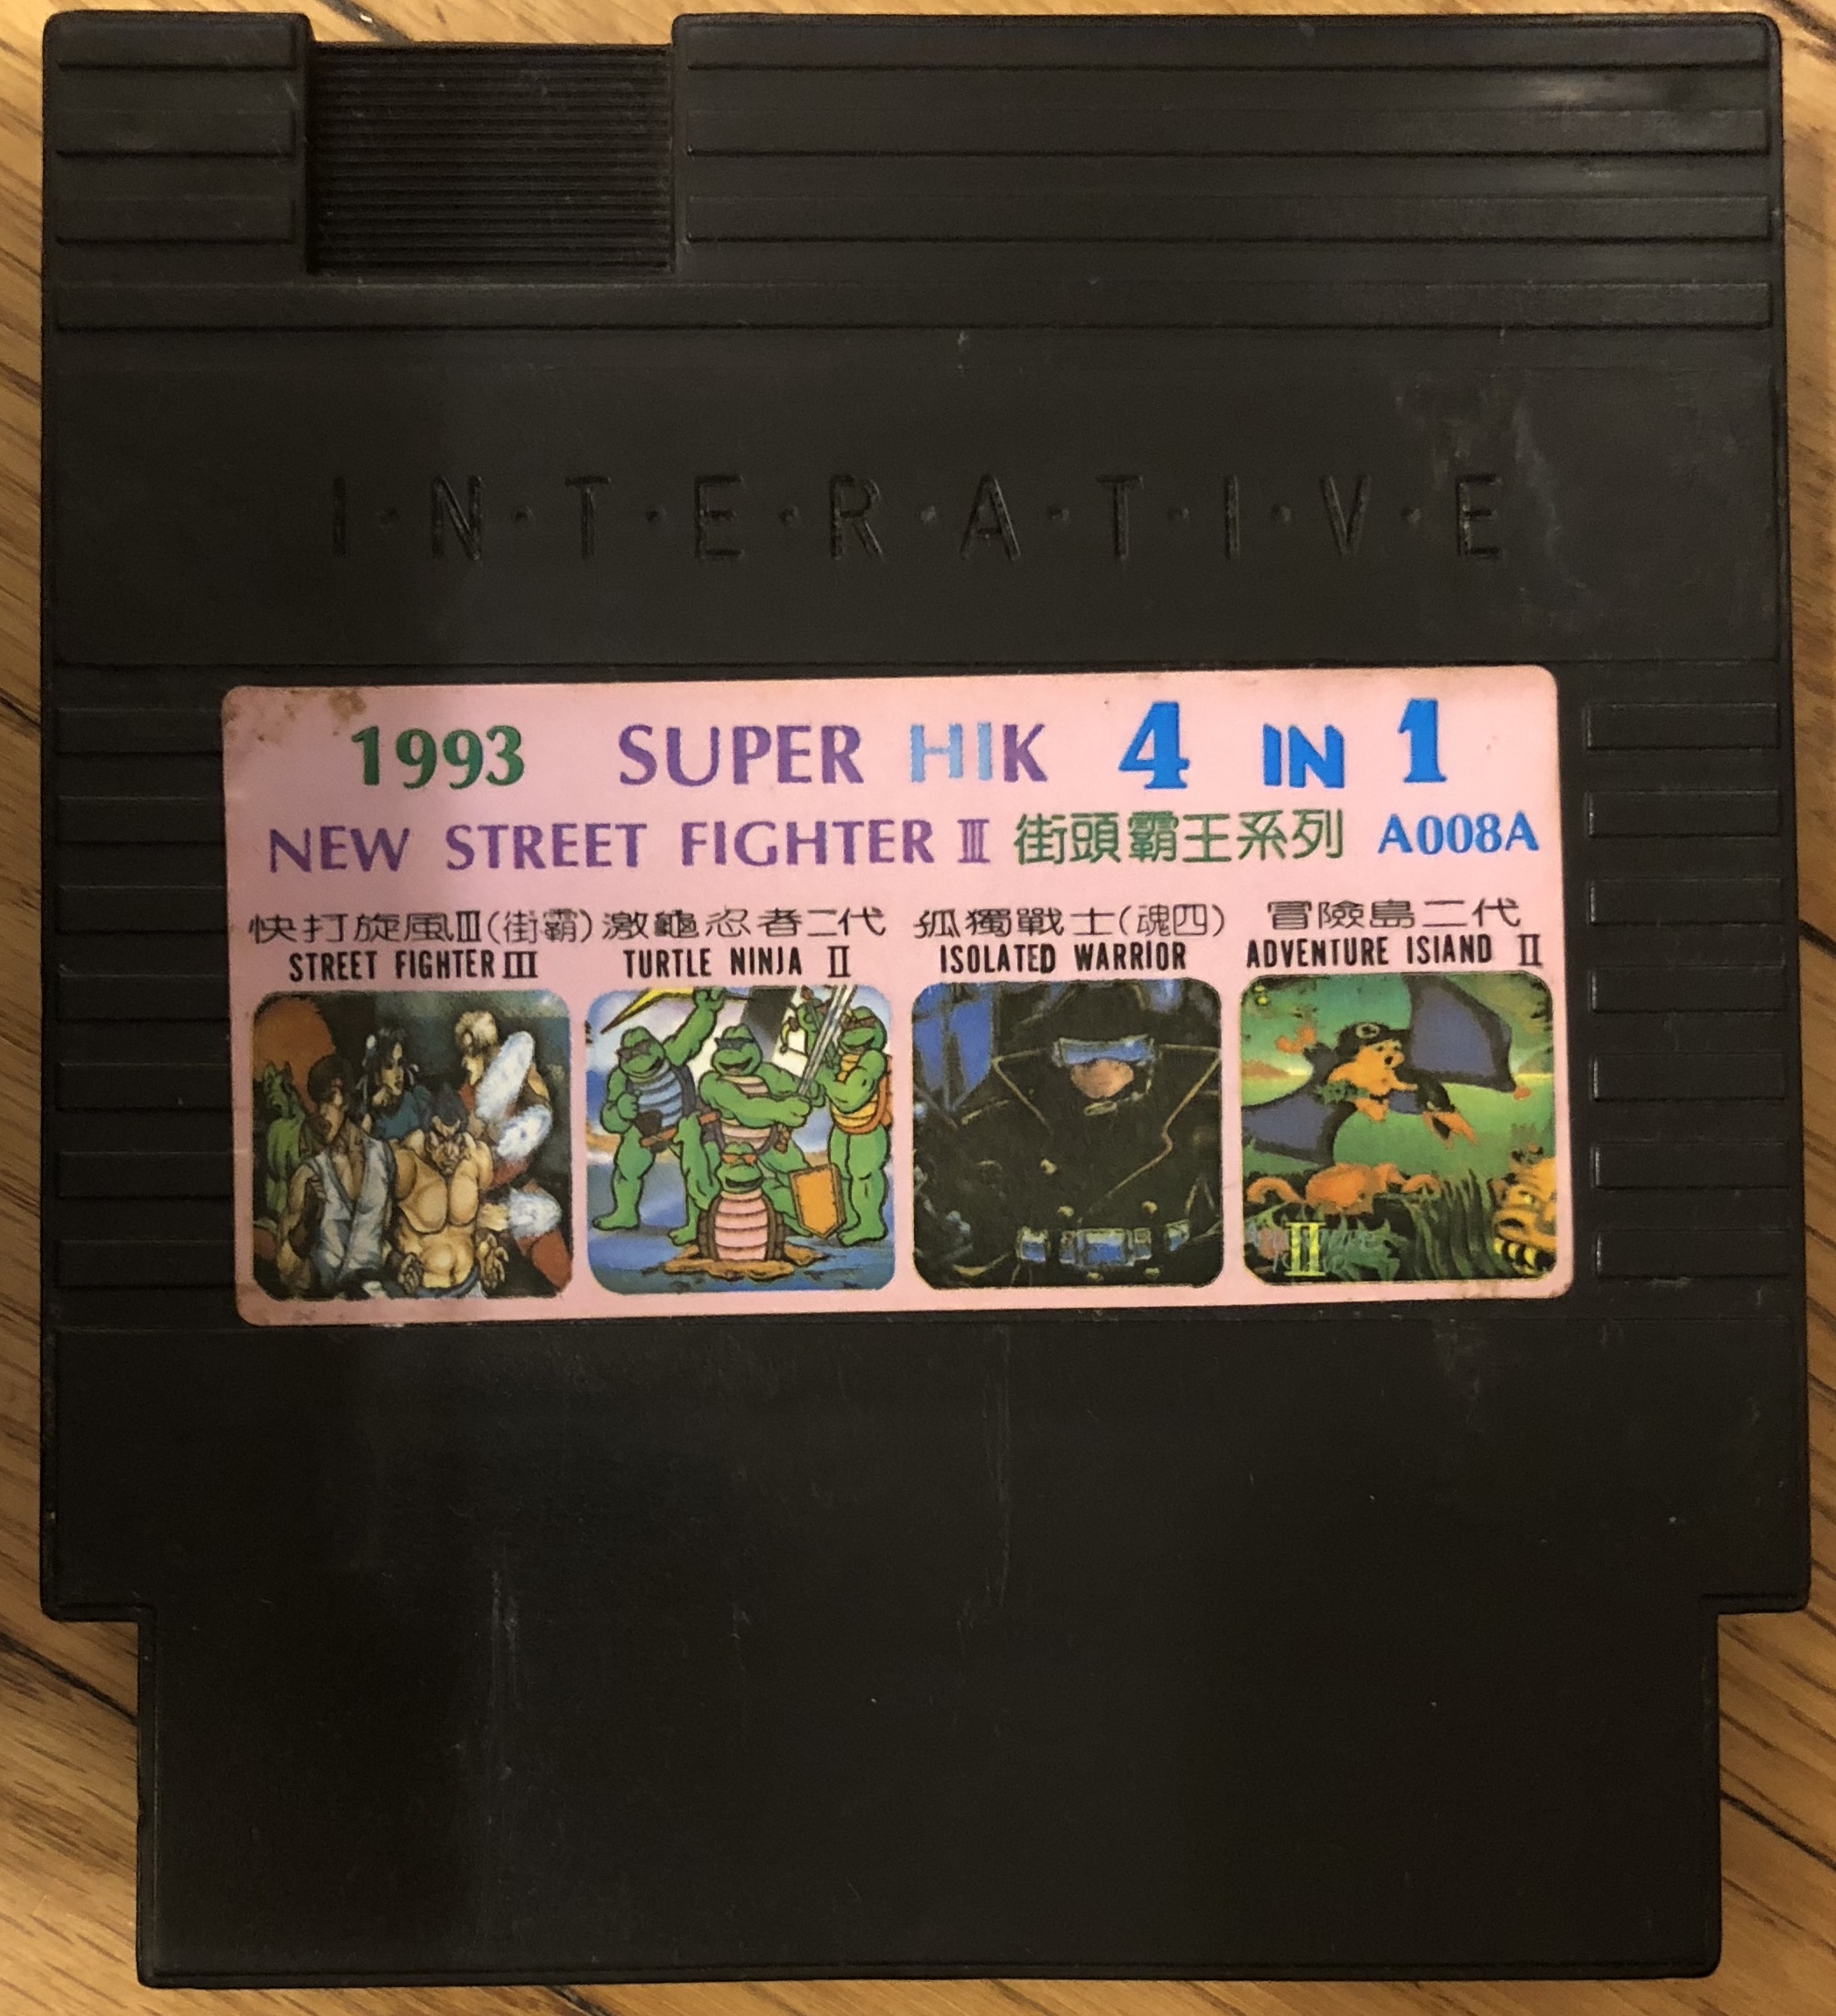 I·N·T·E·R·A·T·I·V·E
1993 SUPER HIK 4 IN 1
NEW STREET FIGHTER III 街頭霸王系列 A008A
快打旋風III(街霸) 激龜忍者二代 孤獨戰士(魂四) 冒險島二代
STREET FIGHTER III TURTLE NINJA II ISOLATED WARRIOR ADVENTURE ISIAND II
II